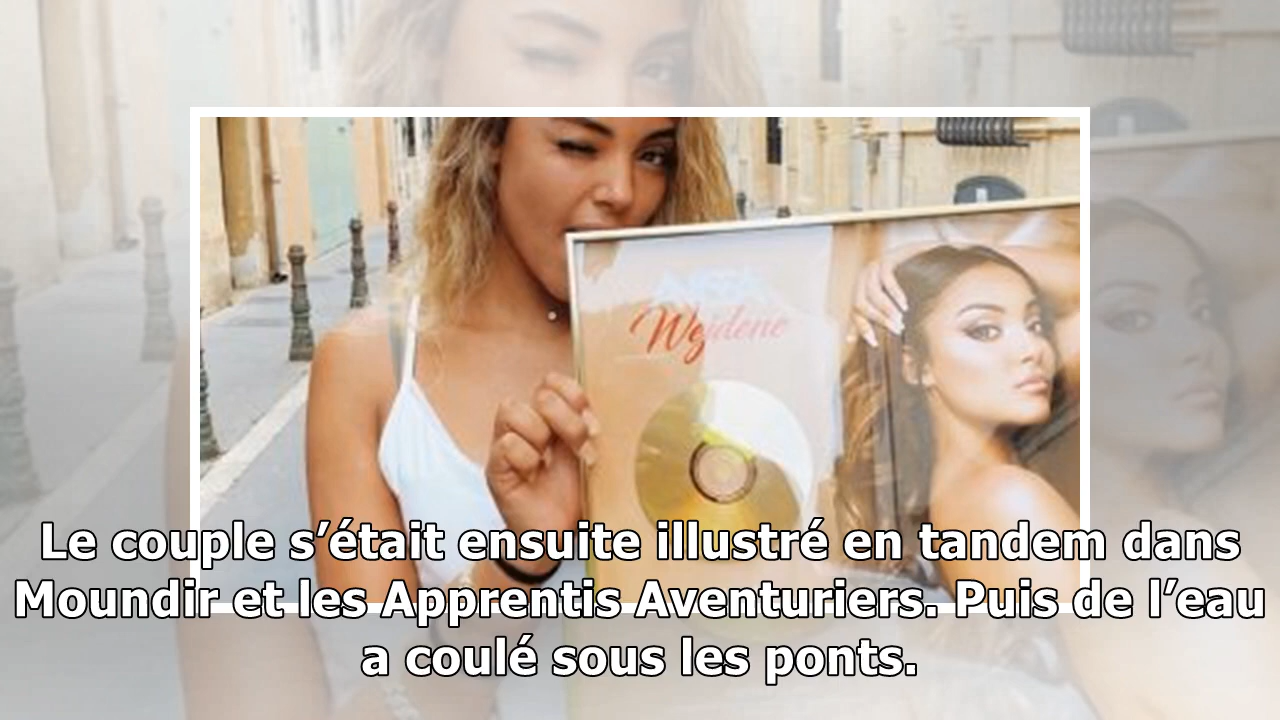 Wejdene
Le couple s’était ensuite illustré en tandem dans
Moundir et les Apprentis Aventuriers. Puis de l’eau
a coulé sous les ponts.